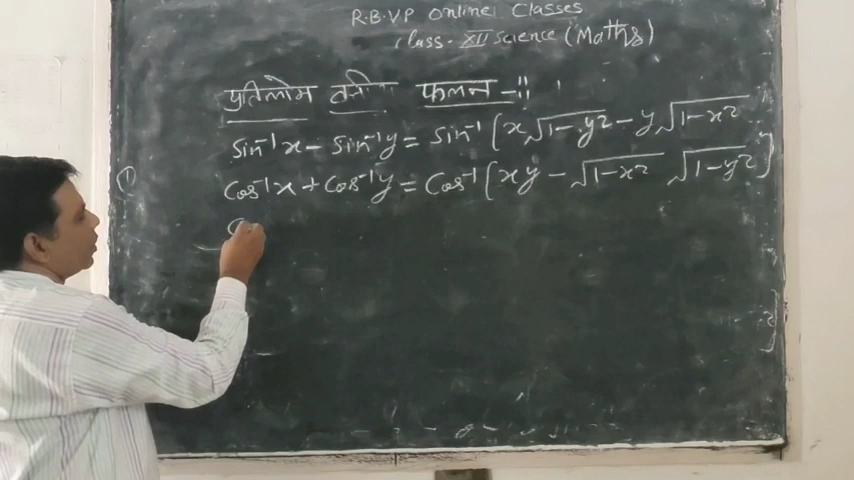 R.B.V.P Online Classes
Class- XII Science (Maths)
प्रतिलोम फलन -!!
sin⁻¹x - sin⁻¹y = sin⁻¹ [x√1-y² - y√1-x²
① Cos⁻¹x + Cos⁻¹y = Cos⁻¹ [xy - √1-x² √1-y²]
C